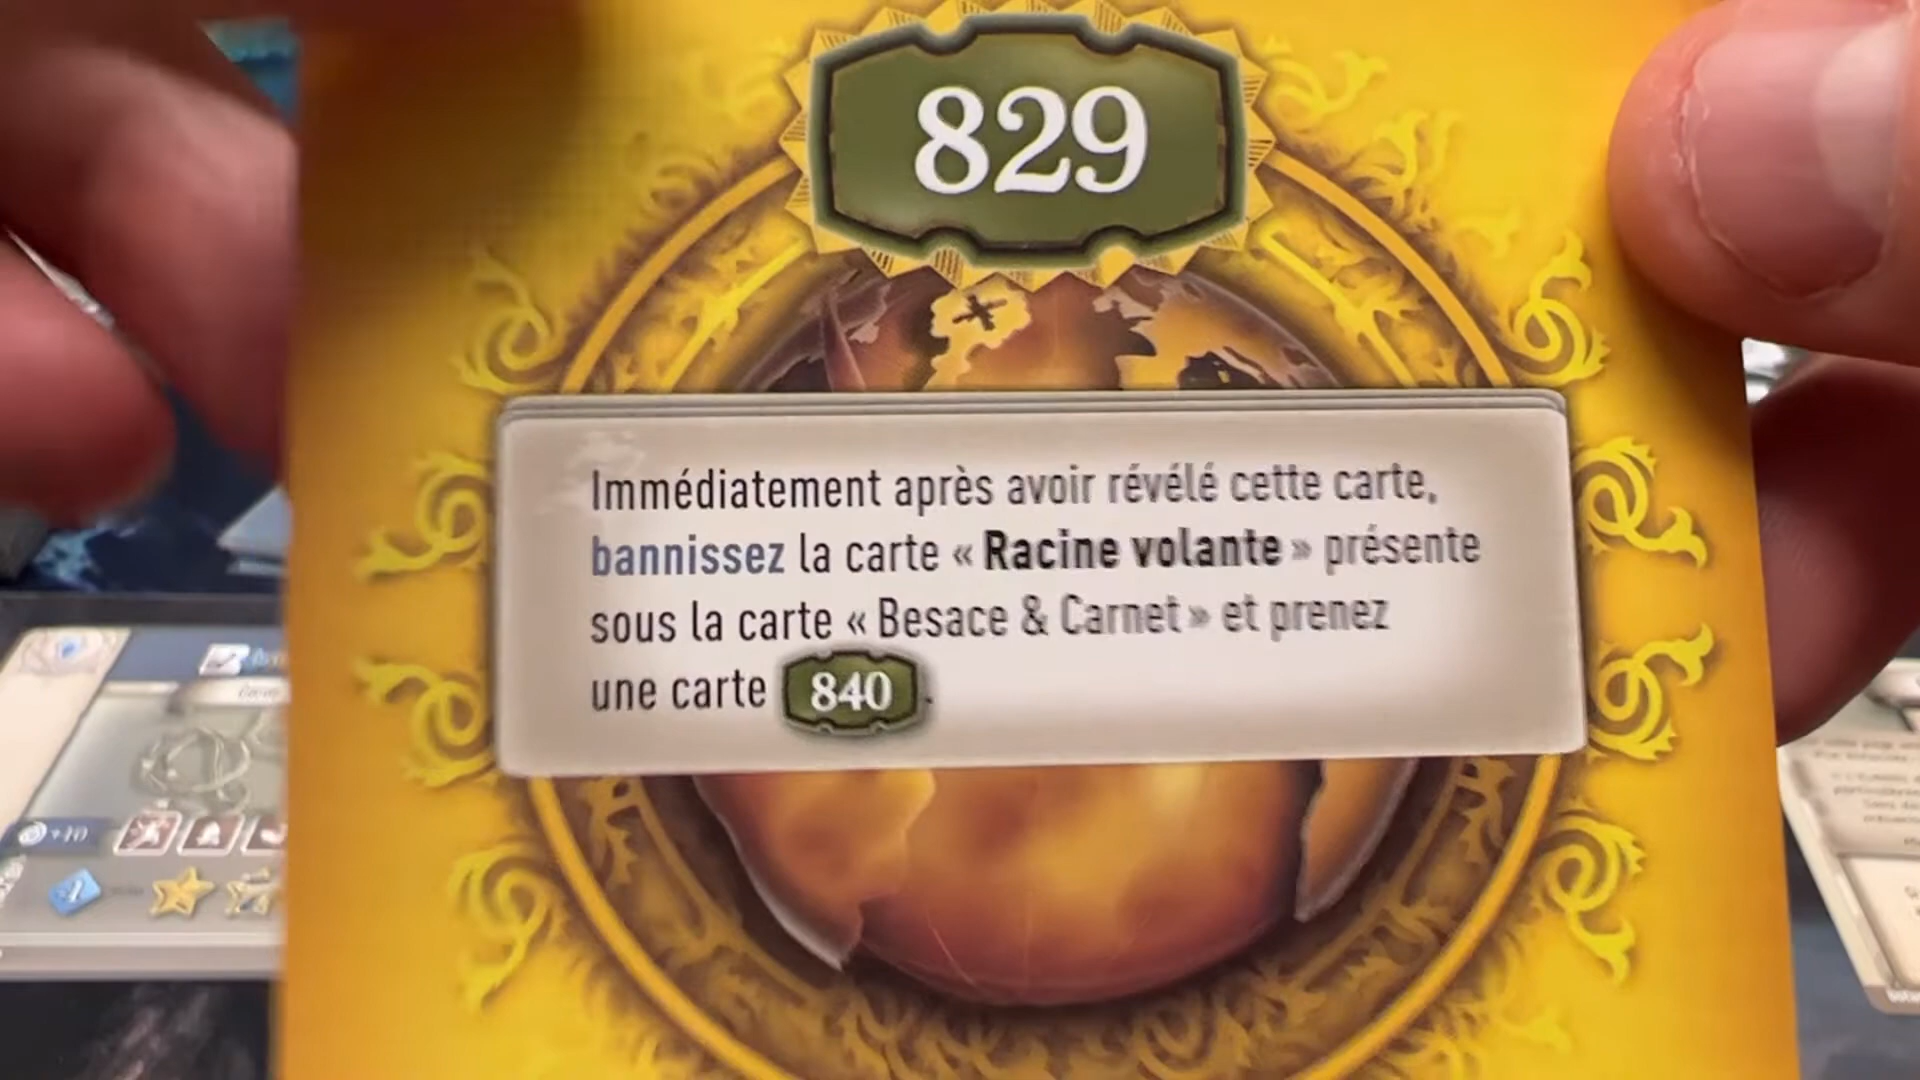 829
Immédiatement après avoir révélé cette carte,
bannissez la carte « Racine volante » présente
sous la carte « Besace & Carnet » et prenez
une carte 840.
+10